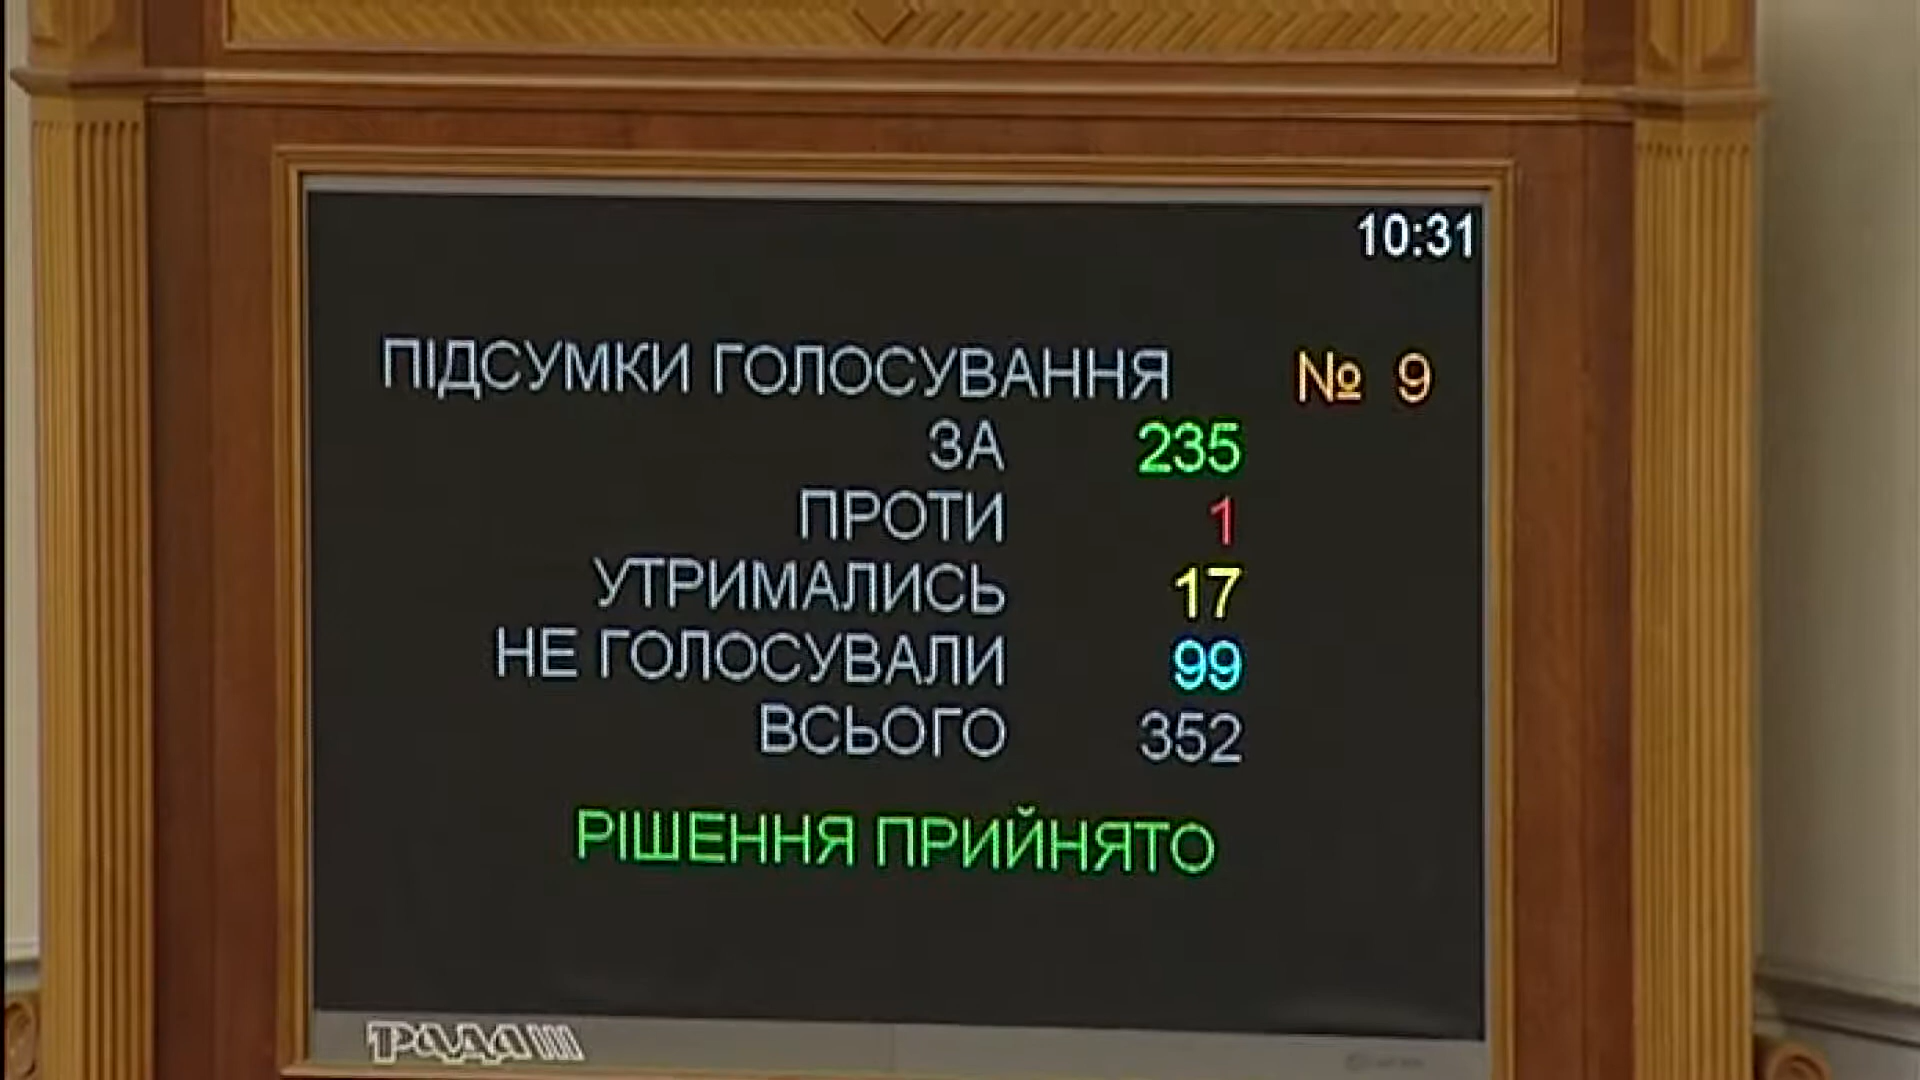 10:31
ПІДСУМКИ ГОЛОСУВАННЯ № 9
ЗА 235
ПРОТИ 1
УТРИМАЛИСЬ 17
НЕ ГОЛОСУВАЛИ 99
ВСЬОГО 352
РІШЕННЯ ПРИЙНЯТО
РАДАІІІ